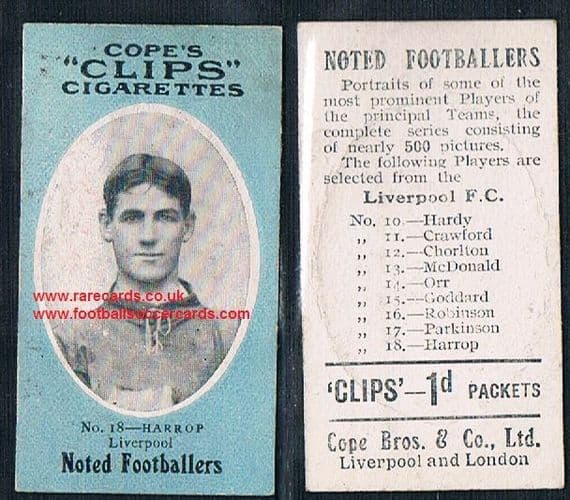 COPE'S
"CLIPS"
CIGARETTES
www.rarecards.co.uk
www.footballsoccercards.com
No. 18—HARROP
Liverpool
Noted Footballers
NOTED FOOTBALLERS
Portraits of some of the
most prominent Players of
the principal Teams, the
complete series consisting
of nearly 500 pictures.
The following Players are
selected from the
Liverpool F.C.
No. 10.—Hardy
„ 11.—Crawford
„ 12.—Chorlton
„ 13.—McDonald
„ 14.—Orr
„ 15.—Goddard
„ 16.—Robinson
„ 17.—Parkinson
„ 18.—Harrop
'CLIPS'—1d PACKETS
Cope Bros. & Co., Ltd.
Liverpool and London